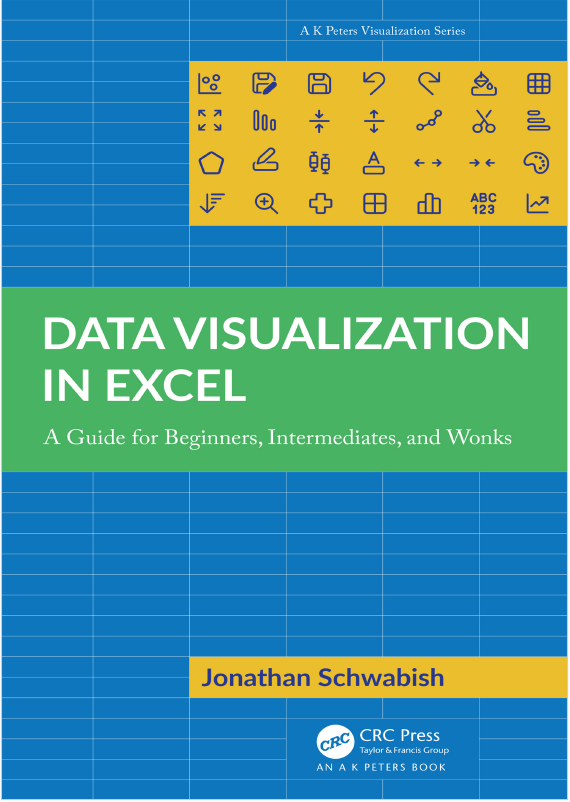 A K Peters Visualization Series
A
ABC
123
DATA VISUALIZATION
IN EXCEL
A Guide for Beginners, Intermediates, and Wonks
Jonathan Schwabish
CRC
CRC Press
Taylor & Francis Group
AN A K PETERS BOOK